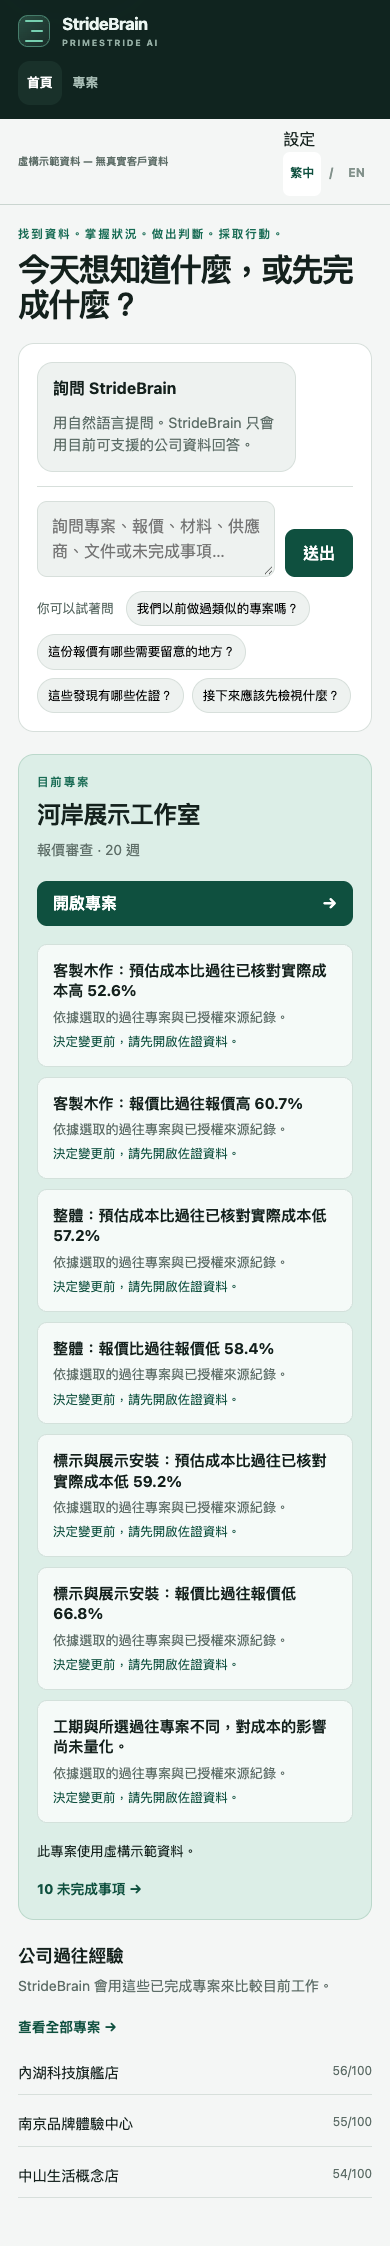 StrideBrain
PRIMESTRIDE AI
首頁
專案
虛構示範資料 — 無真實客戶資料
設定
繁中 / EN
找到資料。掌握狀況。做出判斷。採取行動。
今天想知道什麼，或先完
成什麼？
詢問 StrideBrain
用自然語言提問。StrideBrain 只會
用目前可支援的公司資料回答。
詢問專案、報價、材料、供應
商、文件或未完成事項...
送出
你可以試著問
我們以前做過類似的專案嗎？
這份報價有哪些需要留意的地方？
這些發現有哪些佐證？
接下來應該先檢視什麼？
目前專案
河岸展示工作室
報價審查 · 20 週
開啟專案 →
客製木作：預估成本比過往已核對實際成
本高 52.6%
依據選取的過往專案與已授權來源紀錄。
決定變更前，請先開啟佐證資料。
客製木作：報價比過往報價高 60.7%
依據選取的過往專案與已授權來源紀錄。
決定變更前，請先開啟佐證資料。
整體：預估成本比過往已核對實際成本低
57.2%
依據選取的過往專案與已授權來源紀錄。
決定變更前，請先開啟佐證資料。
整體：報價比過往報價低 58.4%
依據選取的過往專案與已授權來源紀錄。
決定變更前，請先開啟佐證資料。
標示與展示安裝：預估成本比過往已核對
實際成本低 59.2%
依據選取的過往專案與已授權來源紀錄。
決定變更前，請先開啟佐證資料。
標示與展示安裝：報價比過往報價低
66.8%
依據選取的過往專案與已授權來源紀錄。
決定變更前，請先開啟佐證資料。
工期與所選過往專案不同，對成本的影響
尚未量化。
依據選取的過往專案與已授權來源紀錄。
決定變更前，請先開啟佐證資料。
此專案使用虛構示範資料。
10 未完成事項 →
公司過往經驗
StrideBrain 會用這些已完成專案來比較目前工作。
查看全部專案 →
內湖科技旗艦店 56/100
南京品牌體驗中心 55/100
中山生活概念店 54/100